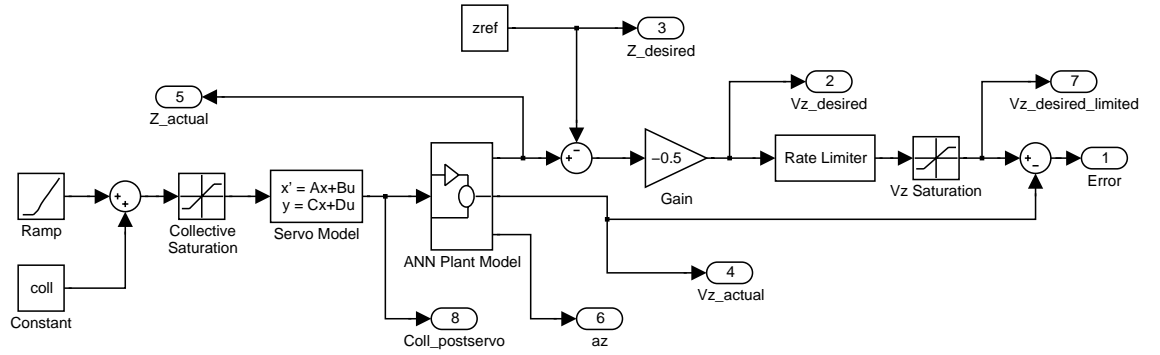 zref
3
Z_desired
5
Z_actual
2
Vz_desired
7
Vz_desired_limited
−
+
−0.5
Gain
Rate Limiter
Vz Saturation
+
−
1
Error
Ramp
+
+
Collective
Saturation
x' = Ax+Bu
y = Cx+Du
Servo Model
ANN Plant Model
coll
Constant
4
Vz_actual
8
Coll_postservo
6
az